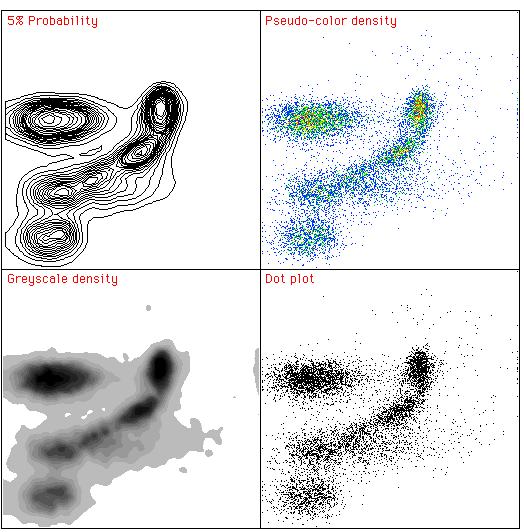 5% Probability
Pseudo-color density
Greyscale density
Dot plot